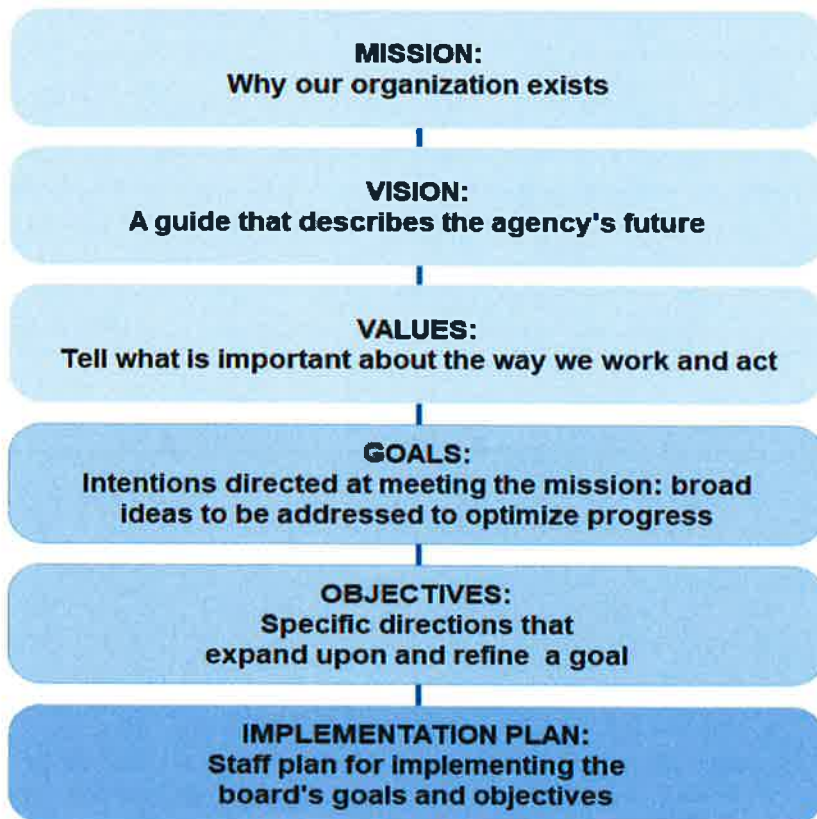 MISSION:
Why our organization exists
VISION:
A guide that describes the agency's future
VALUES:
Tell what is important about the way we work and act
GOALS:
Intentions directed at meeting the mission: broad
ideas to be addressed to optimize progress
OBJECTIVES:
Specific directions that
expand upon and refine a goal
IMPLEMENTATION PLAN:
Staff plan for implementing the
board's goals and objectives